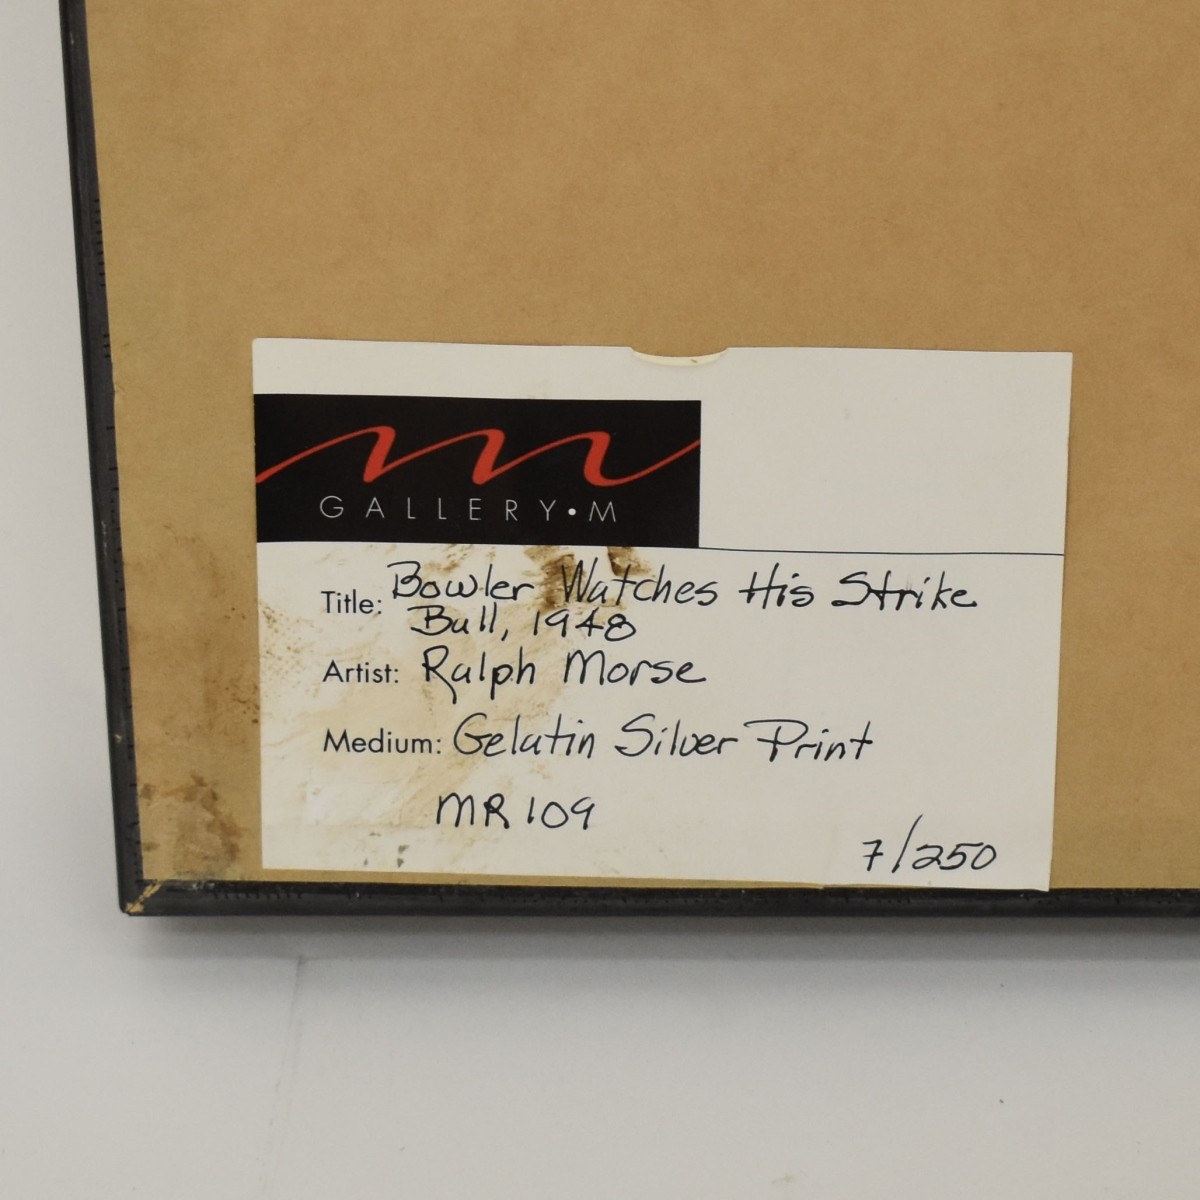 GALLERY•M
Title: Bowler Watches His Strike
Ball, 1948
Artist: Ralph Morse
Medium: Gelatin Silver Print
MR 109
7/250